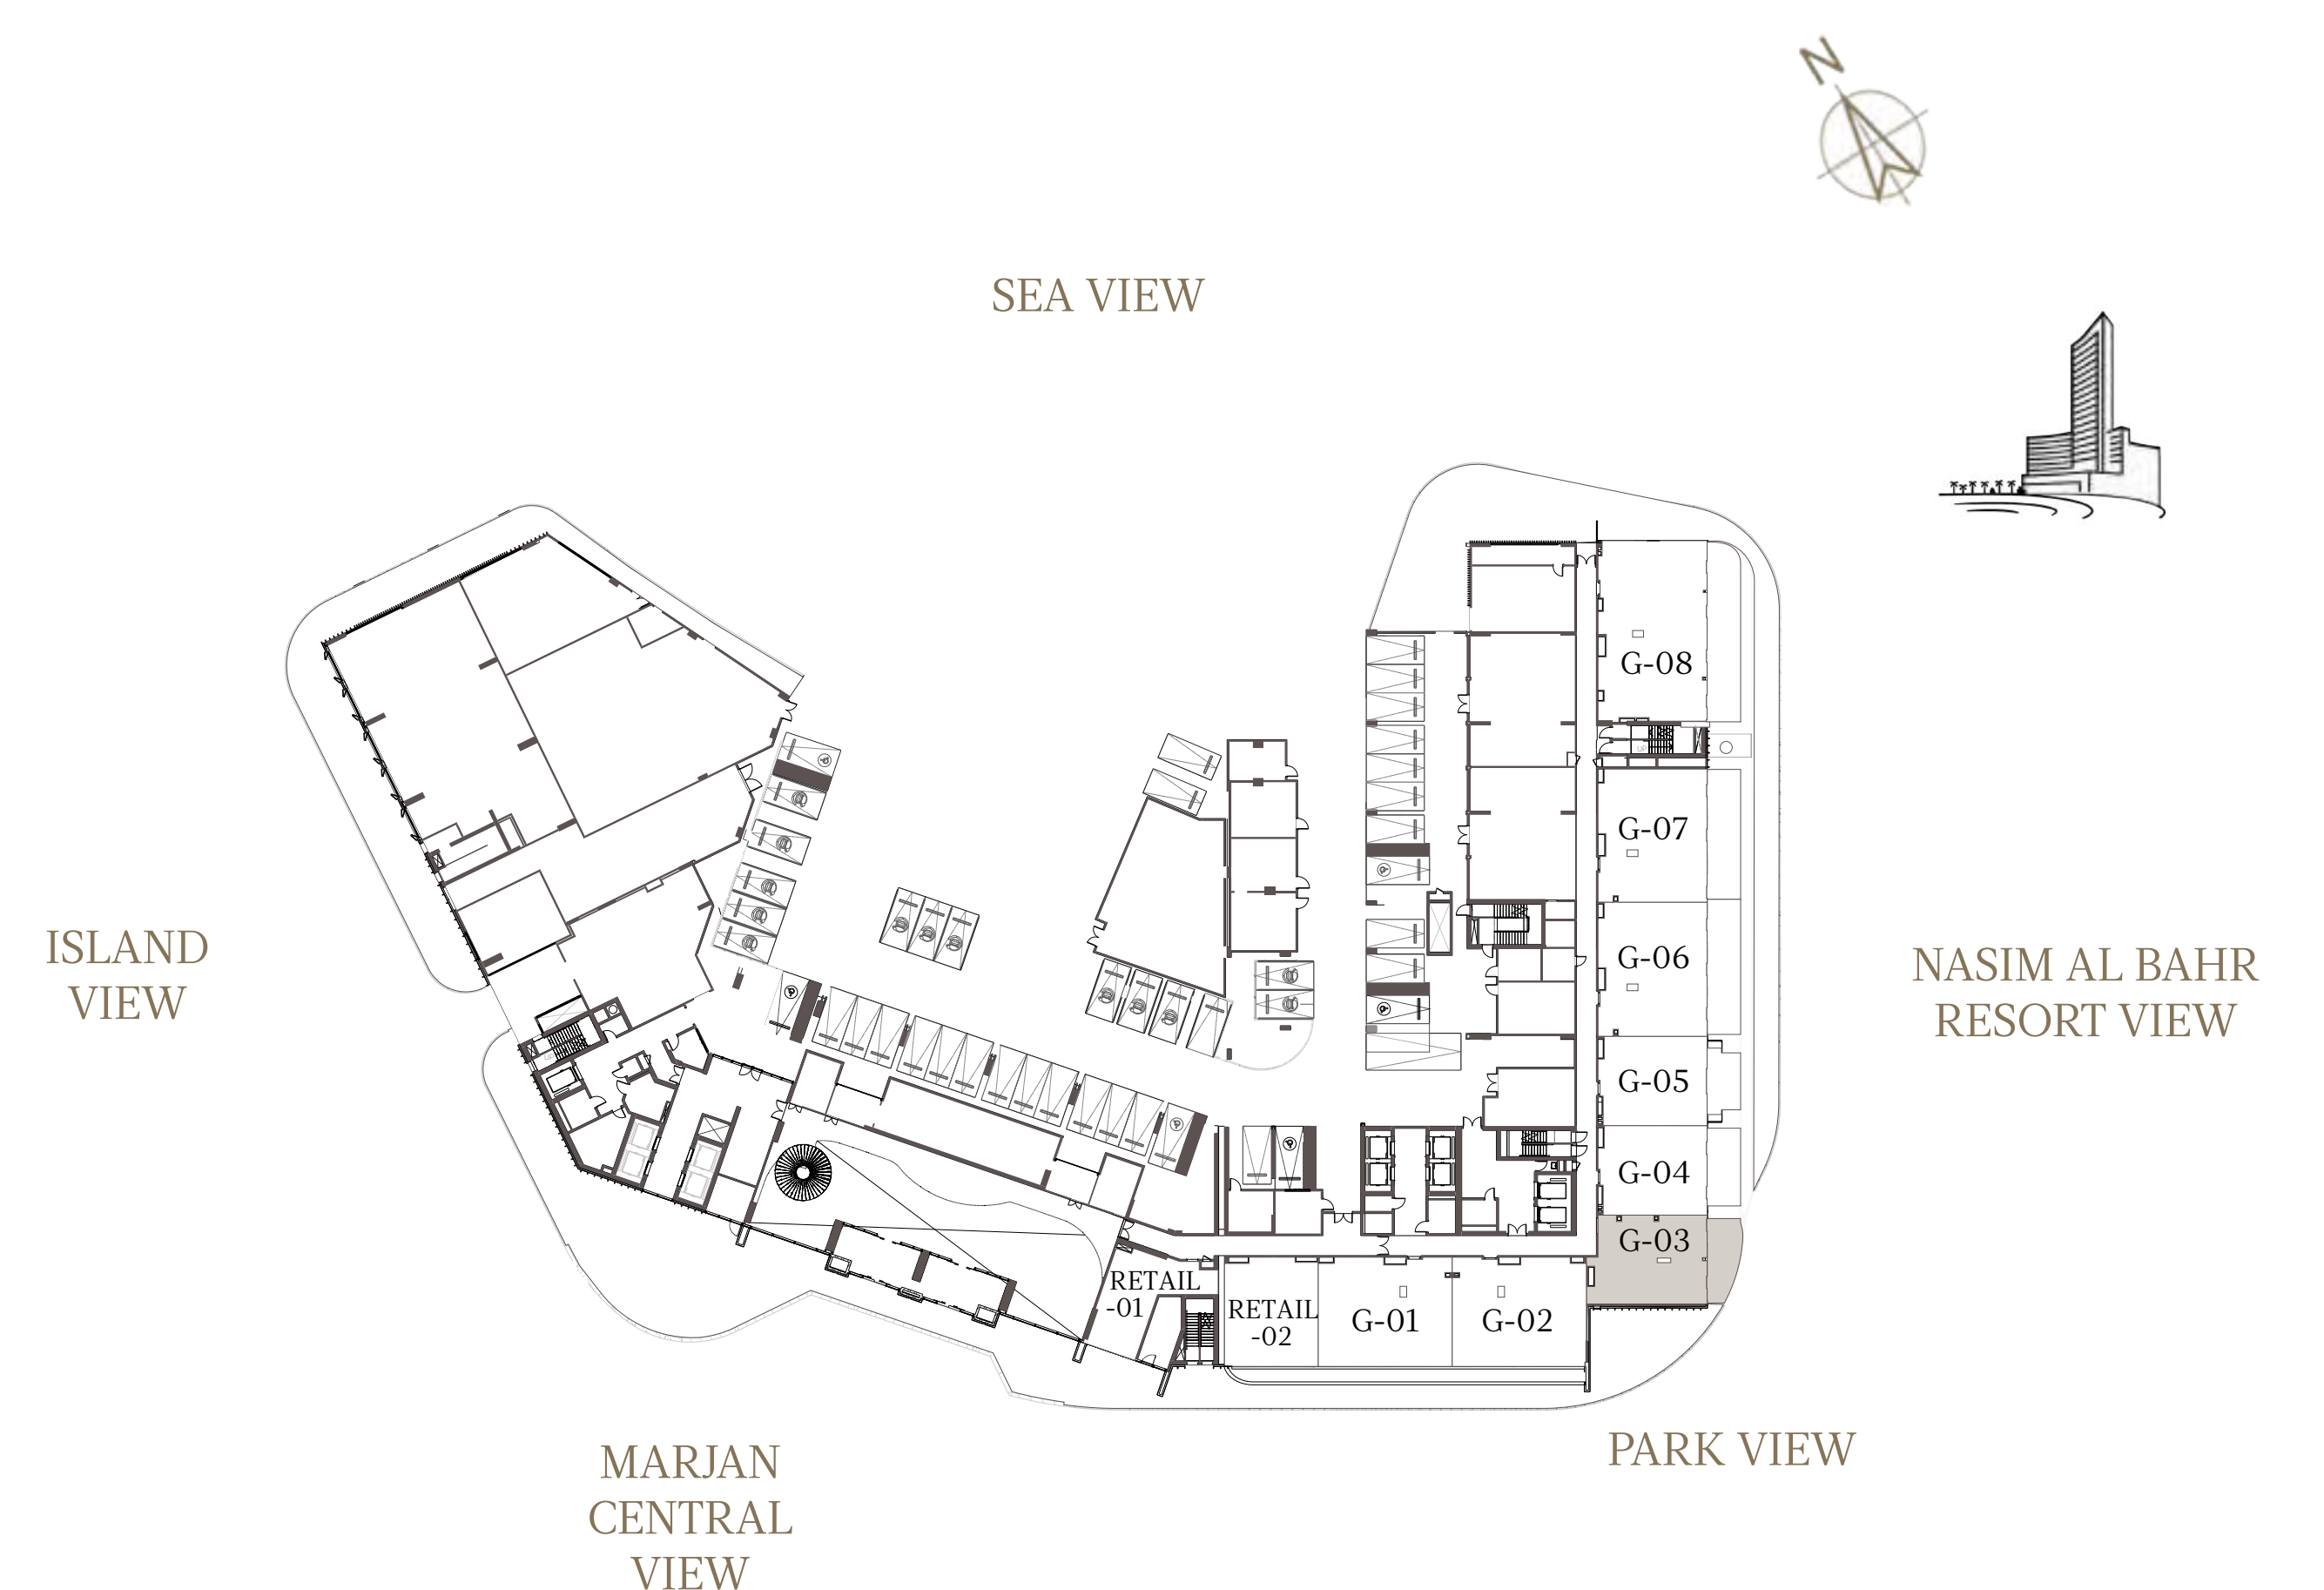 N
SEA VIEW
G-08
G-07
G-06
G-05
G-04
G-03
ISLAND
VIEW
NASIM AL BAHR
RESORT VIEW
RETAIL
-01
RETAIL
-02
G-01
G-02
PARK VIEW
MARJAN
CENTRAL
VIEW